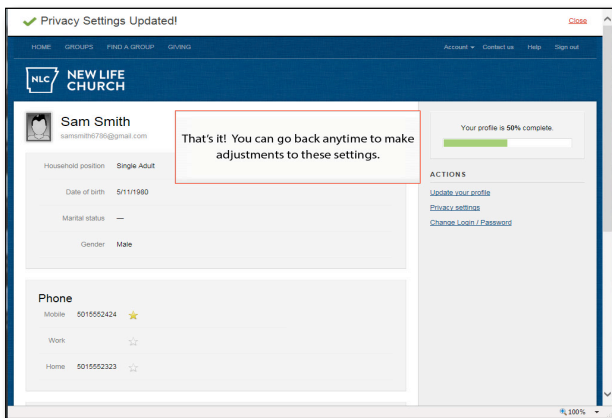 Privacy Settings Updated!
Close
HOME GROUPS FIND A GROUP GIVING
Account Contact us Help Sign out
NLC NEW LIFE
CHURCH
Sam Smith
samsmith6786@gmail.com
That's it! You can go back anytime to make
adjustments to these settings.
Your profile is 50% complete.
Household position Single Adult
Date of birth 5/11/1980
Marital status —
Gender Male
ACTIONS
Update your profile
Privacy settings
Change Login / Password
Phone
Mobile 5015552424
Work
Home 5015552323
100%